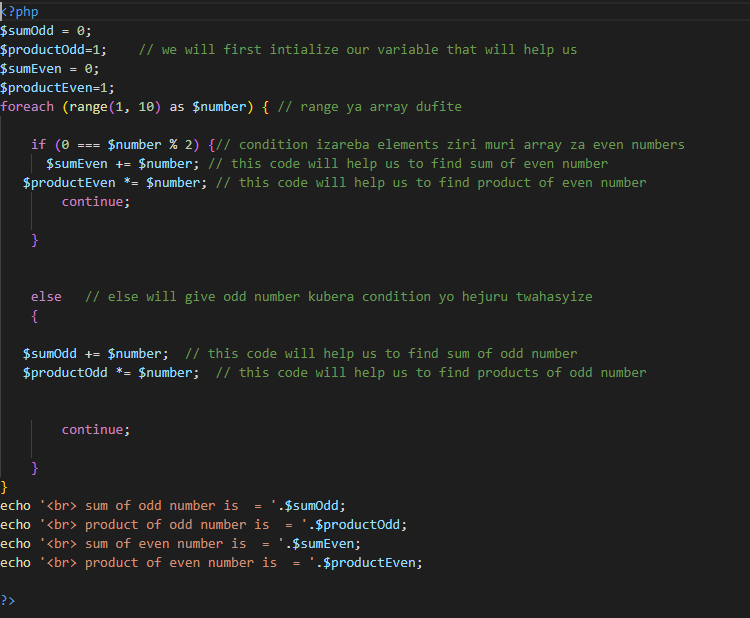 <?php
$sumOdd = 0;
$productOdd=1;    // we will first intialize our variable that will help us
$sumEven = 0;
$productEven=1;
foreach (range(1, 10) as $number) { // range ya array dufite
    if (0 === $number % 2) {// condition izareba elements ziri muri array za even numbers
      $sumEven += $number; // this code will help us to find sum of even number
   $productEven *= $number; // this code will help us to find product of even number
        continue;
    }
    else   // else will give odd number kubera condition yo hejuru twahasyize
    {
   $sumOdd += $number;  // this code will help us to find sum of odd number
   $productOdd *= $number;  // this code will help us to find products of odd number
        continue;
    }
}
echo '<br> sum of odd number is  = '.$sumOdd;
echo '<br> product of odd number is  = '.$productOdd;
echo '<br> sum of even number is  = '.$sumEven;
echo '<br> product of even number is  = '.$productEven;
?>